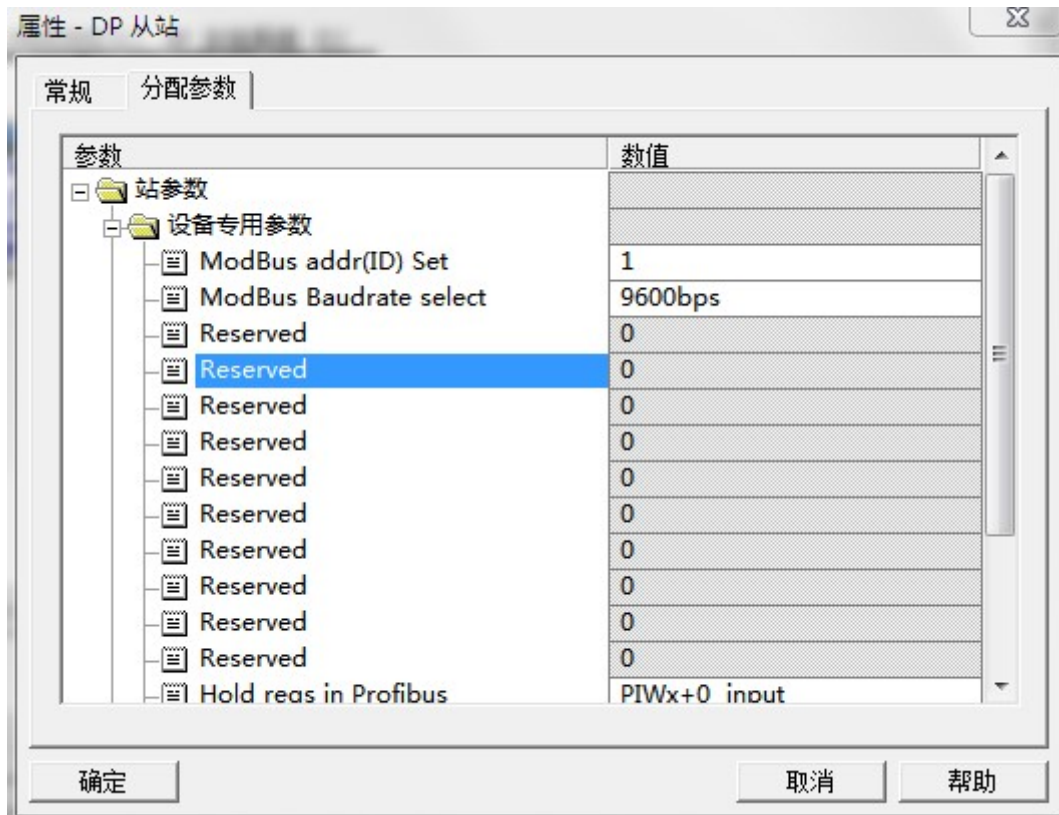 属性 - DP 从站
常规 分配参数
参数 数值
站参数
设备专用参数
ModBus addr(ID) Set 1
ModBus Baudrate select 9600bps
Reserved 0
Reserved 0
Reserved 0
Reserved 0
Reserved 0
Reserved 0
Reserved 0
Reserved 0
Reserved 0
Reserved 0
Hold regs in Profibus PIWx+0 input
确定 取消 帮助